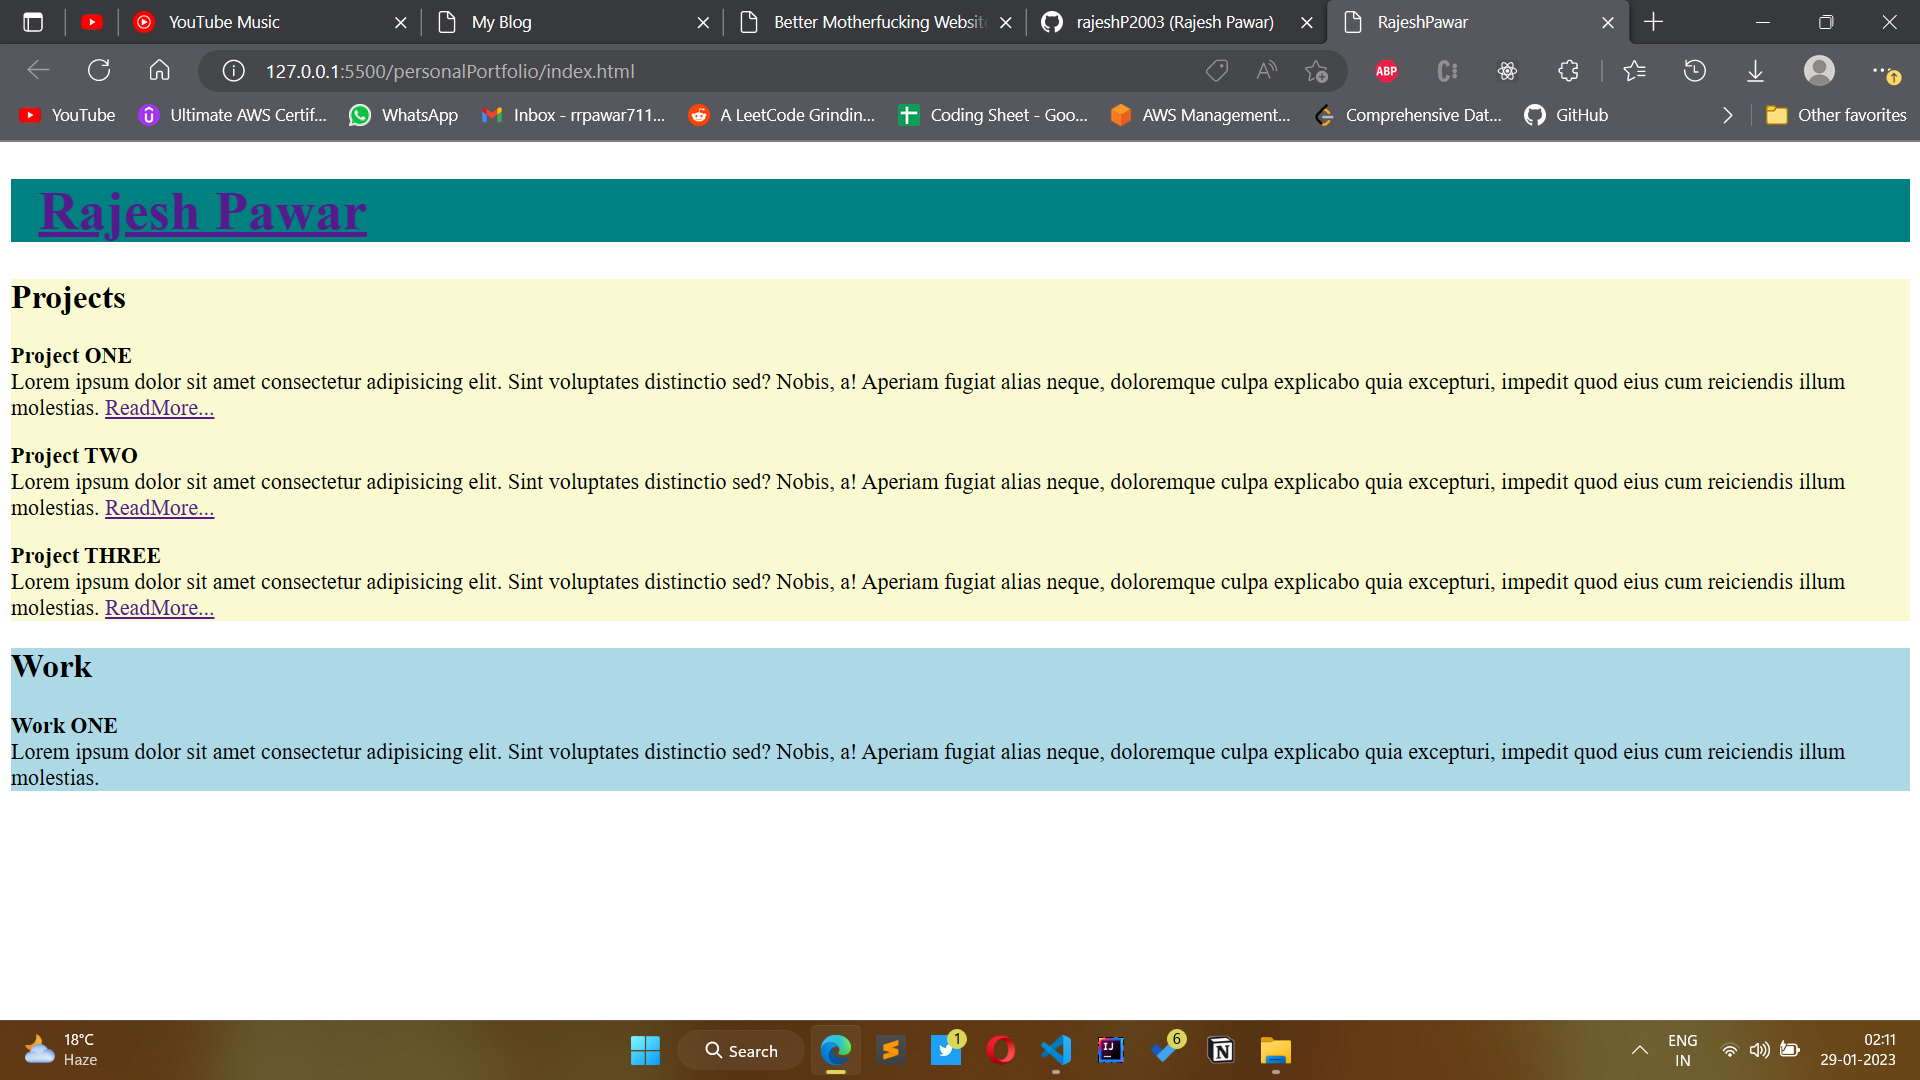 YouTube Music
My Blog
Better Motherfucking Website
rajeshP2003 (Rajesh Pawar)
RajeshPawar
127.0.0.1:5500/personalPortfolio/index.html
ABP
YouTube
Ultimate AWS Certif...
WhatsApp
Inbox - rrpawar711...
A LeetCode Grindin...
Coding Sheet - Goo...
AWS Management...
Comprehensive Dat...
GitHub
Other favorites
Rajesh Pawar
Projects
Project ONE
Lorem ipsum dolor sit amet consectetur adipisicing elit. Sint voluptates distinctio sed? Nobis, a! Aperiam fugiat alias neque, doloremque culpa explicabo quia excepturi, impedit quod eius cum reiciendis illum
molestias. ReadMore...
Project TWO
Lorem ipsum dolor sit amet consectetur adipisicing elit. Sint voluptates distinctio sed? Nobis, a! Aperiam fugiat alias neque, doloremque culpa explicabo quia excepturi, impedit quod eius cum reiciendis illum
molestias. ReadMore...
Project THREE
Lorem ipsum dolor sit amet consectetur adipisicing elit. Sint voluptates distinctio sed? Nobis, a! Aperiam fugiat alias neque, doloremque culpa explicabo quia excepturi, impedit quod eius cum reiciendis illum
molestias. ReadMore...
Work
Work ONE
Lorem ipsum dolor sit amet consectetur adipisicing elit. Sint voluptates distinctio sed? Nobis, a! Aperiam fugiat alias neque, doloremque culpa explicabo quia excepturi, impedit quod eius cum reiciendis illum
molestias.
18°C
Haze
Search
1
IJ
6
ENG
IN
02:11
29-01-2023